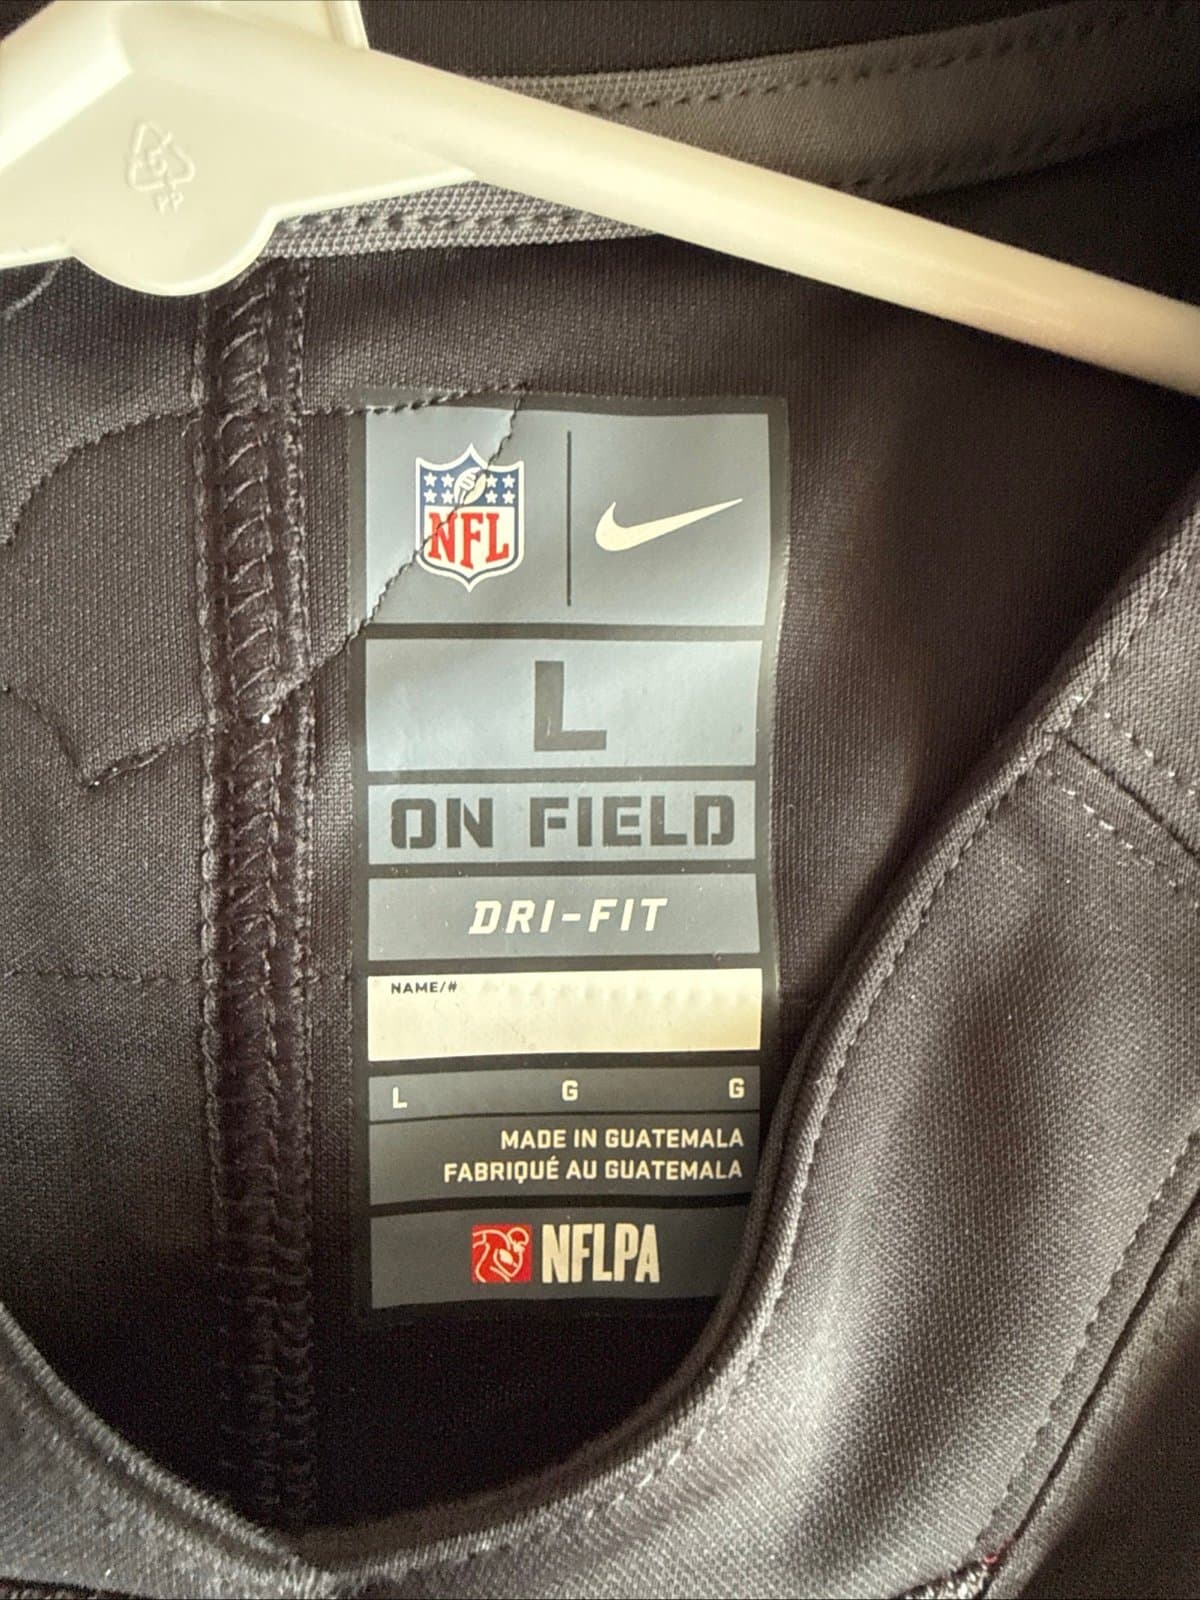 NFL
L
ON FIELD
DRI-FIT
NAME/#
L G G
MADE IN GUATEMALA
FABRIQUÉ AU GUATEMALA
NFLPA